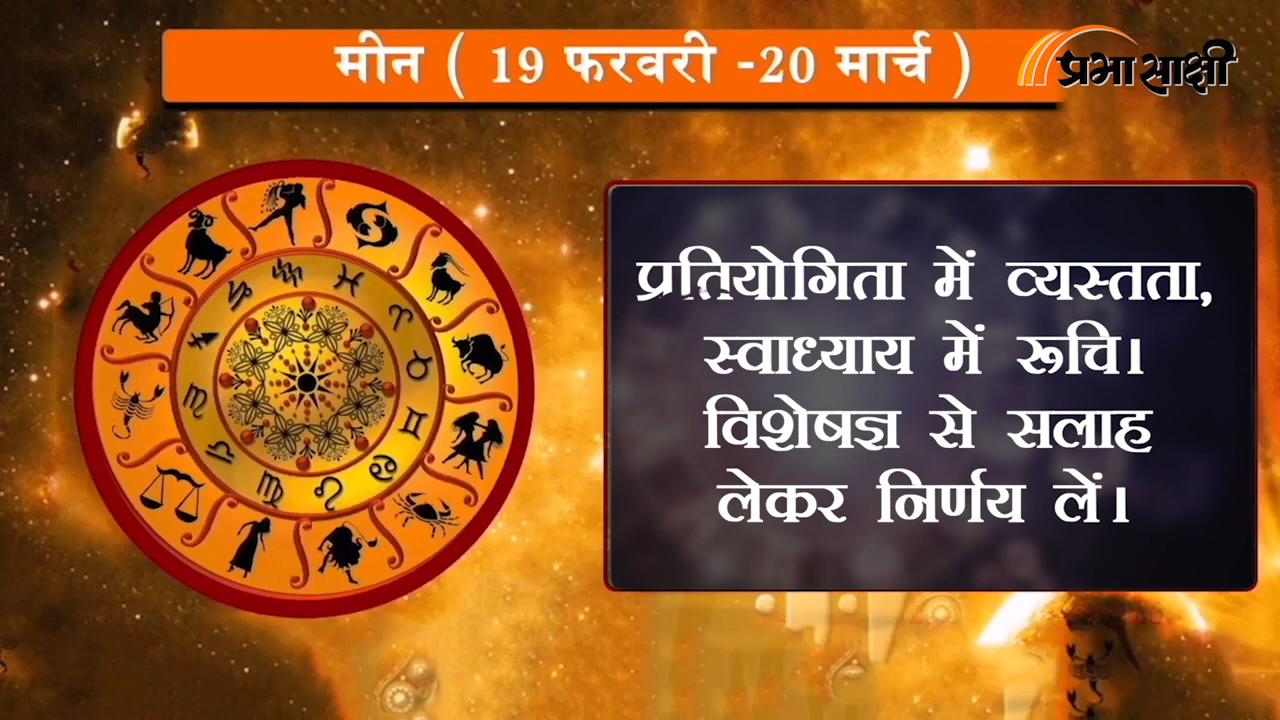 मीन ( 19 फरवरी -20 मार्च )
प्रभासाक्षी
प्रतियोगिता में व्यस्तता,
स्वाध्याय में रूचि।
विशेषज्ञ से सलाह
लेकर निर्णय लें।